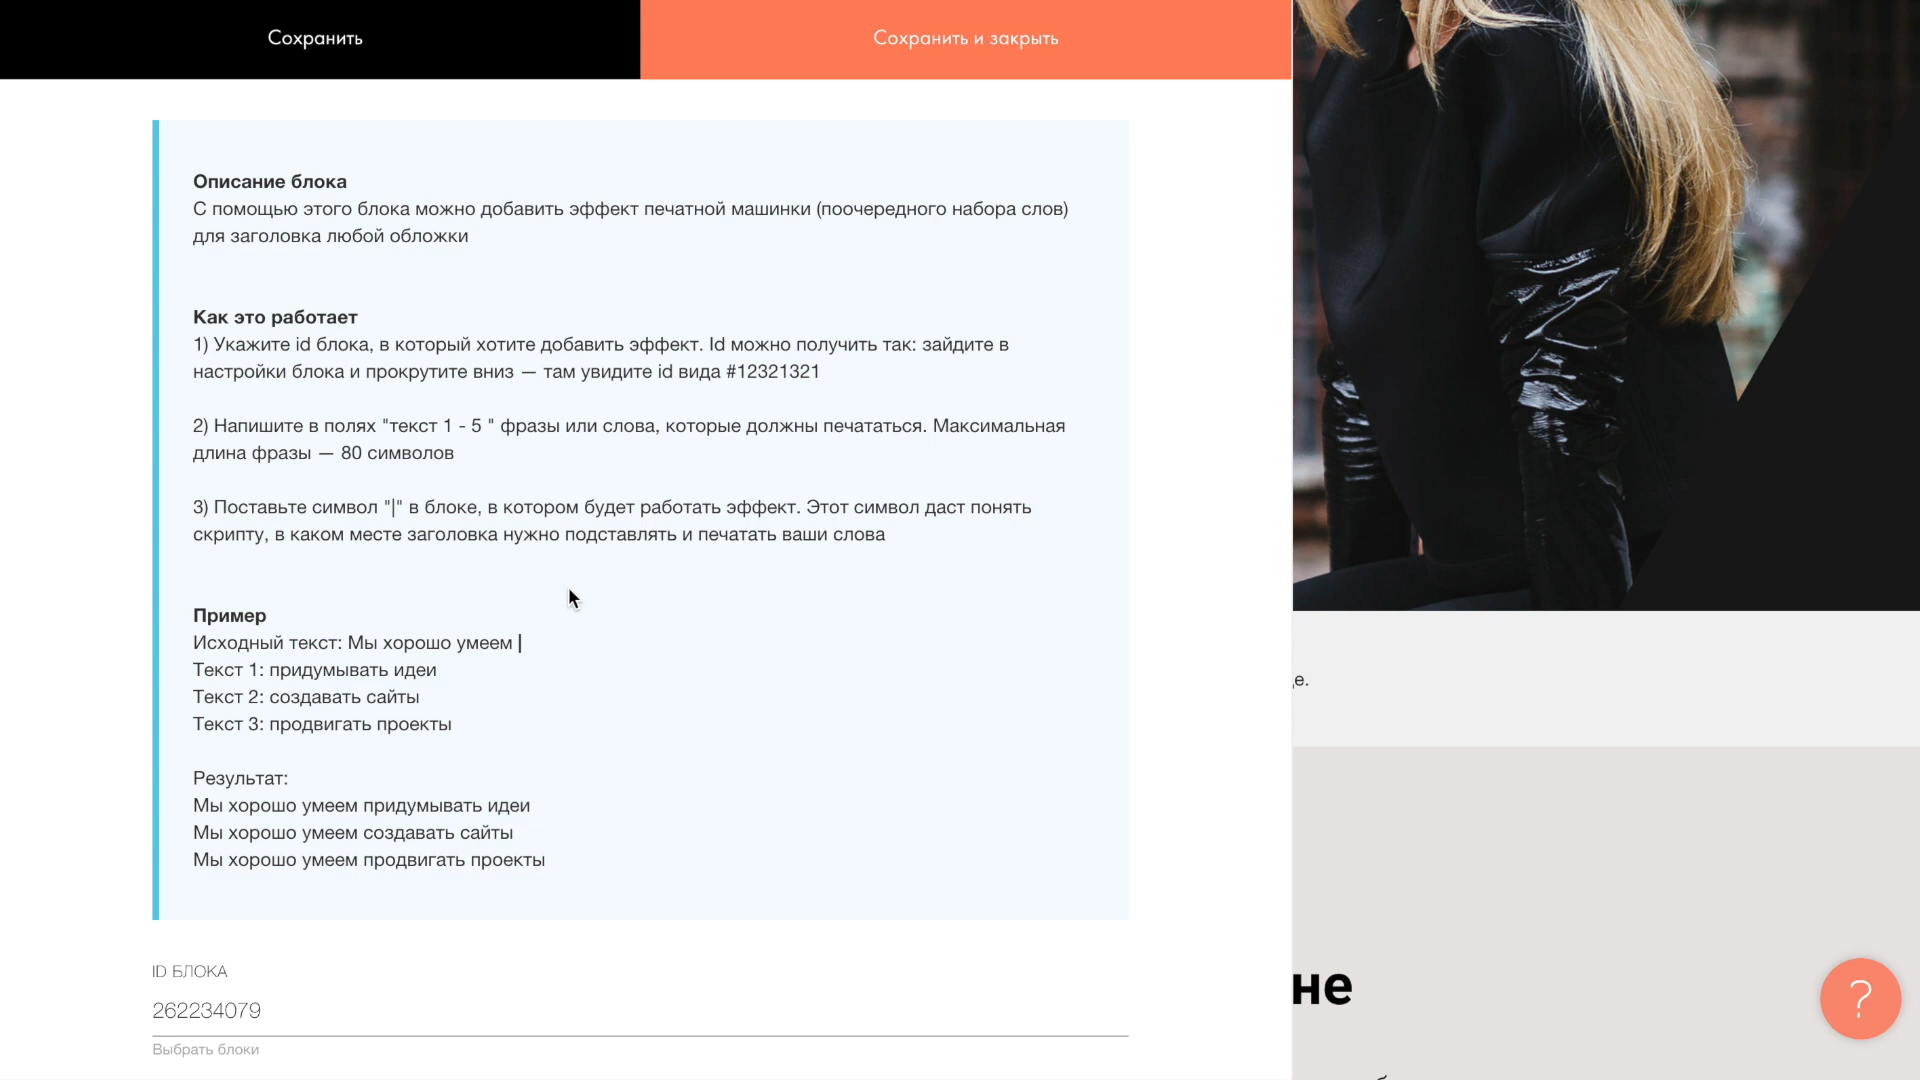 Сохранить
Сохранить и закрыть
Описание блока
С помощью этого блока можно добавить эффект печатной машинки (поочередного набора слов)
для заголовка любой обложки
Как это работает
1) Укажите id блока, в который хотите добавить эффект. Id можно получить так: зайдите в
настройки блока и прокрутите вниз — там увидите id вида #12321321
2) Напишите в полях "текст 1 - 5 " фразы или слова, которые должны печататься. Максимальная
длина фразы — 80 символов
3) Поставьте символ "|" в блоке, в котором будет работать эффект. Этот символ даст понять
скрипту, в каком месте заголовка нужно подставлять и печатать ваши слова
Пример
Исходный текст: Мы хорошо умеем |
Текст 1: придумывать идеи
Текст 2: создавать сайты
Текст 3: продвигать проекты
Результат:
Мы хорошо умеем придумывать идеи
Мы хорошо умеем создавать сайты
Мы хорошо умеем продвигать проекты
ID БЛОКА
262234079
Выбрать блоки
е.
не
?